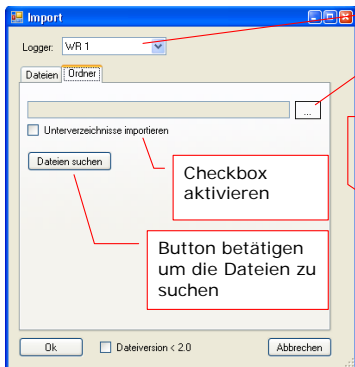 Import
Logger: WR 1
Dateien Ordner
...
Unterverzeichnisse importieren
Dateien suchen
Checkbox
aktivieren
Button betätigen
um die Dateien zu
suchen
Ok Dateiversion < 2.0 Abbrechen